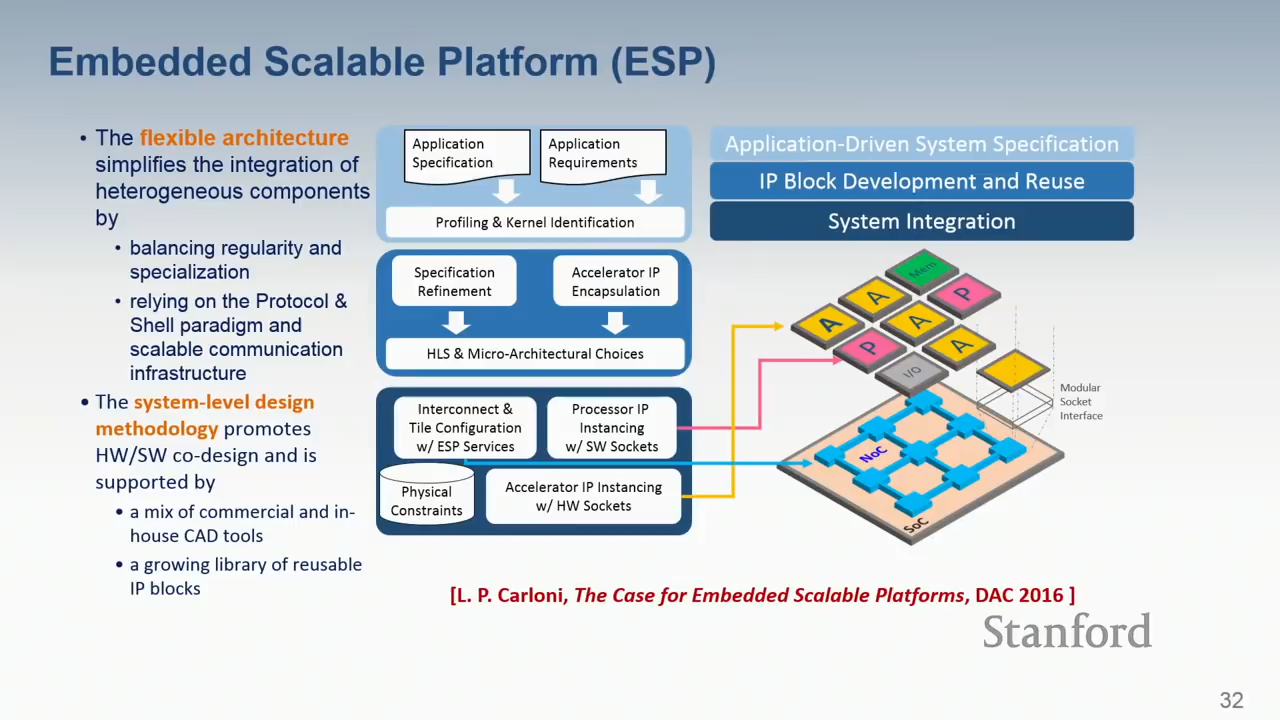 Embedded Scalable Platform (ESP)
• The flexible architecture
simplifies the integration of
heterogeneous components
by
• balancing regularity and
specialization
• relying on the Protocol &
Shell paradigm and
scalable communication
infrastructure
• The system-level design
methodology promotes
HW/SW co-design and is
supported by
• a mix of commercial and in-
house CAD tools
• a growing library of reusable
IP blocks
Application
Specification
Application
Requirements
Profiling & Kernel Identification
Specification
Refinement
Accelerator IP
Encapsulation
HLS & Micro-Architectural Choices
Interconnect &
Tile Configuration
w/ ESP Services
Processor IP
Instancing
w/ SW Sockets
Physical
Constraints
Accelerator IP Instancing
w/ HW Sockets
Application-Driven System Specification
IP Block Development and Reuse
System Integration
Mem
A
P
A
A
P
A
I/O
Modular
Socket
Interface
NoC
SoC
[L. P. Carloni, The Case for Embedded Scalable Platforms, DAC 2016 ]
Stanford
32